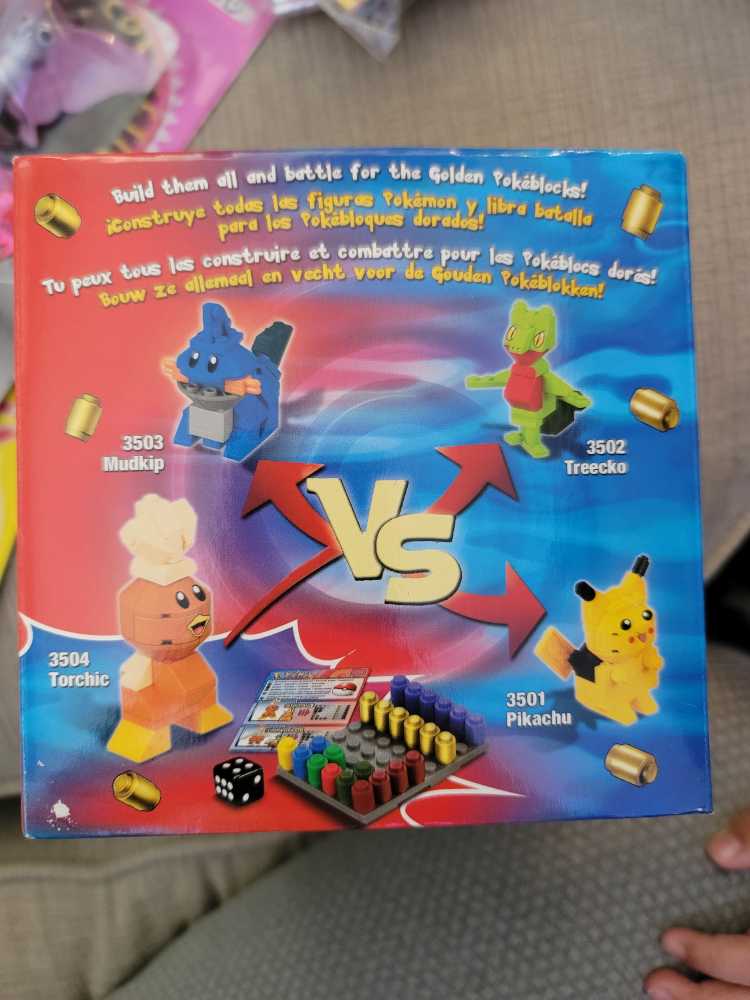 Build them all and battle for the Golden Pokéblocks!
¡Construye todas las figuras Pokémon y libra batalla
para los Pokébloques dorados!
Tu peux tous les construire et combattre pour les Pokéblocs dorés!
Bouw ze allemaal en vecht voor de Gouden Pokéblokken!
3503
Mudkip
3502
Treecko
VS
3504
Torchic
3501
Pikachu